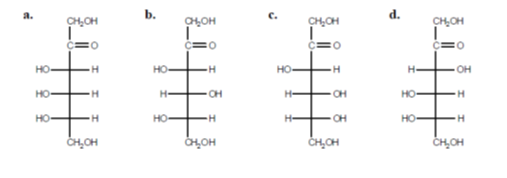 a. b. c. d.
CH2OH CH2OH CH2OH CH2OH
C=O C=O C=O C=O
HO H HO H HO H H OH
HO H H OH H OH HO H
HO H HO H H OH HO H
CH2OH CH2OH CH2OH CH2OH